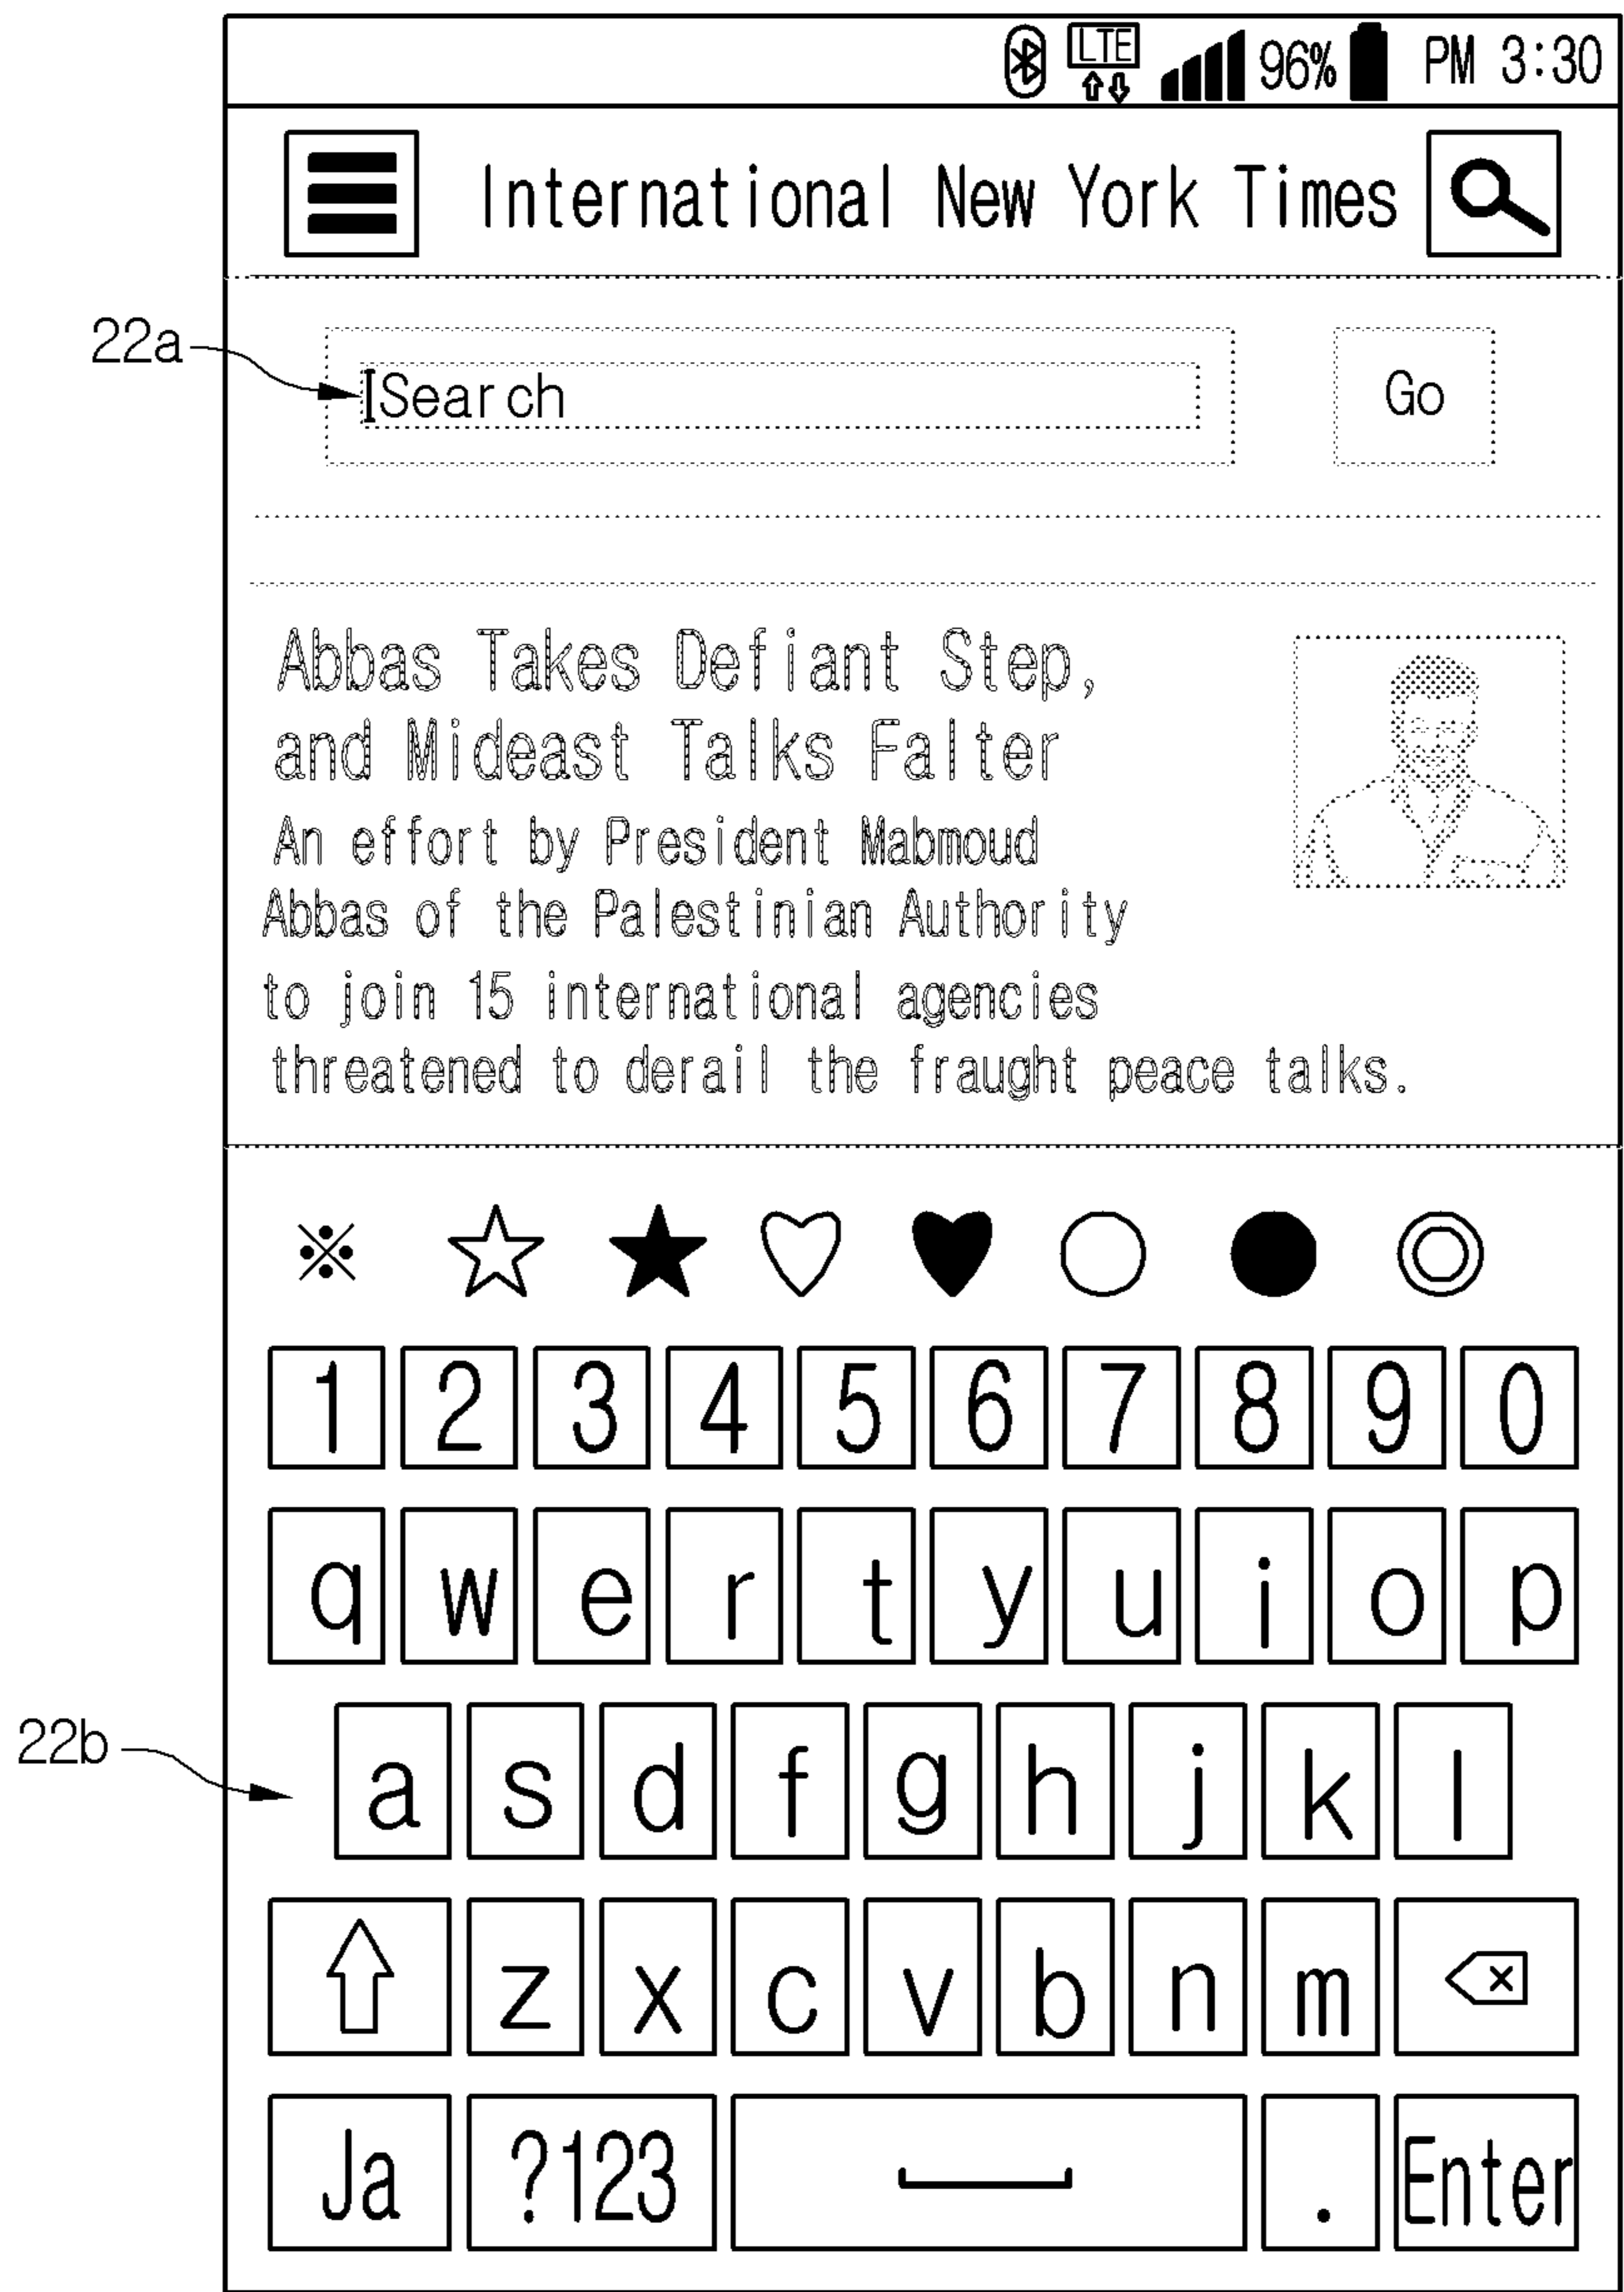 LTE 96% PM 3:30
International New York Times
22a
Search Go
Abbas Takes Defiant Step,
and Mideast Talks Falter
An effort by President Mabmoud
Abbas of the Palestinian Authority
to join 15 international agencies
threatened to derail the fraught peace talks.
※ ☆ ★ ♡ ♥ ○ ● ◎
1 2 3 4 5 6 7 8 9 0
q w e r t y u i o p
22b
a s d f g h j k l
z x c v b n m
Ja ?123 . Enter